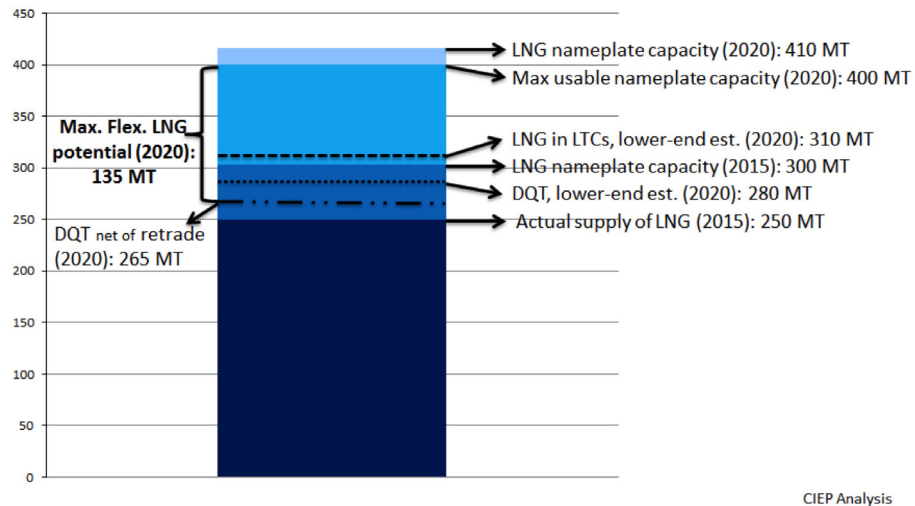 450
400
350
300
250
200
150
100
50
0
Max. Flex. LNG
potential (2020):
135 MT
DQT net of retrade
(2020): 265 MT
LNG nameplate capacity (2020): 410 MT
Max usable nameplate capacity (2020): 400 MT
LNG in LTCs, lower-end est. (2020): 310 MT
LNG nameplate capacity (2015): 300 MT
DQT, lower-end est. (2020): 280 MT
Actual supply of LNG (2015): 250 MT
CIEP Analysis